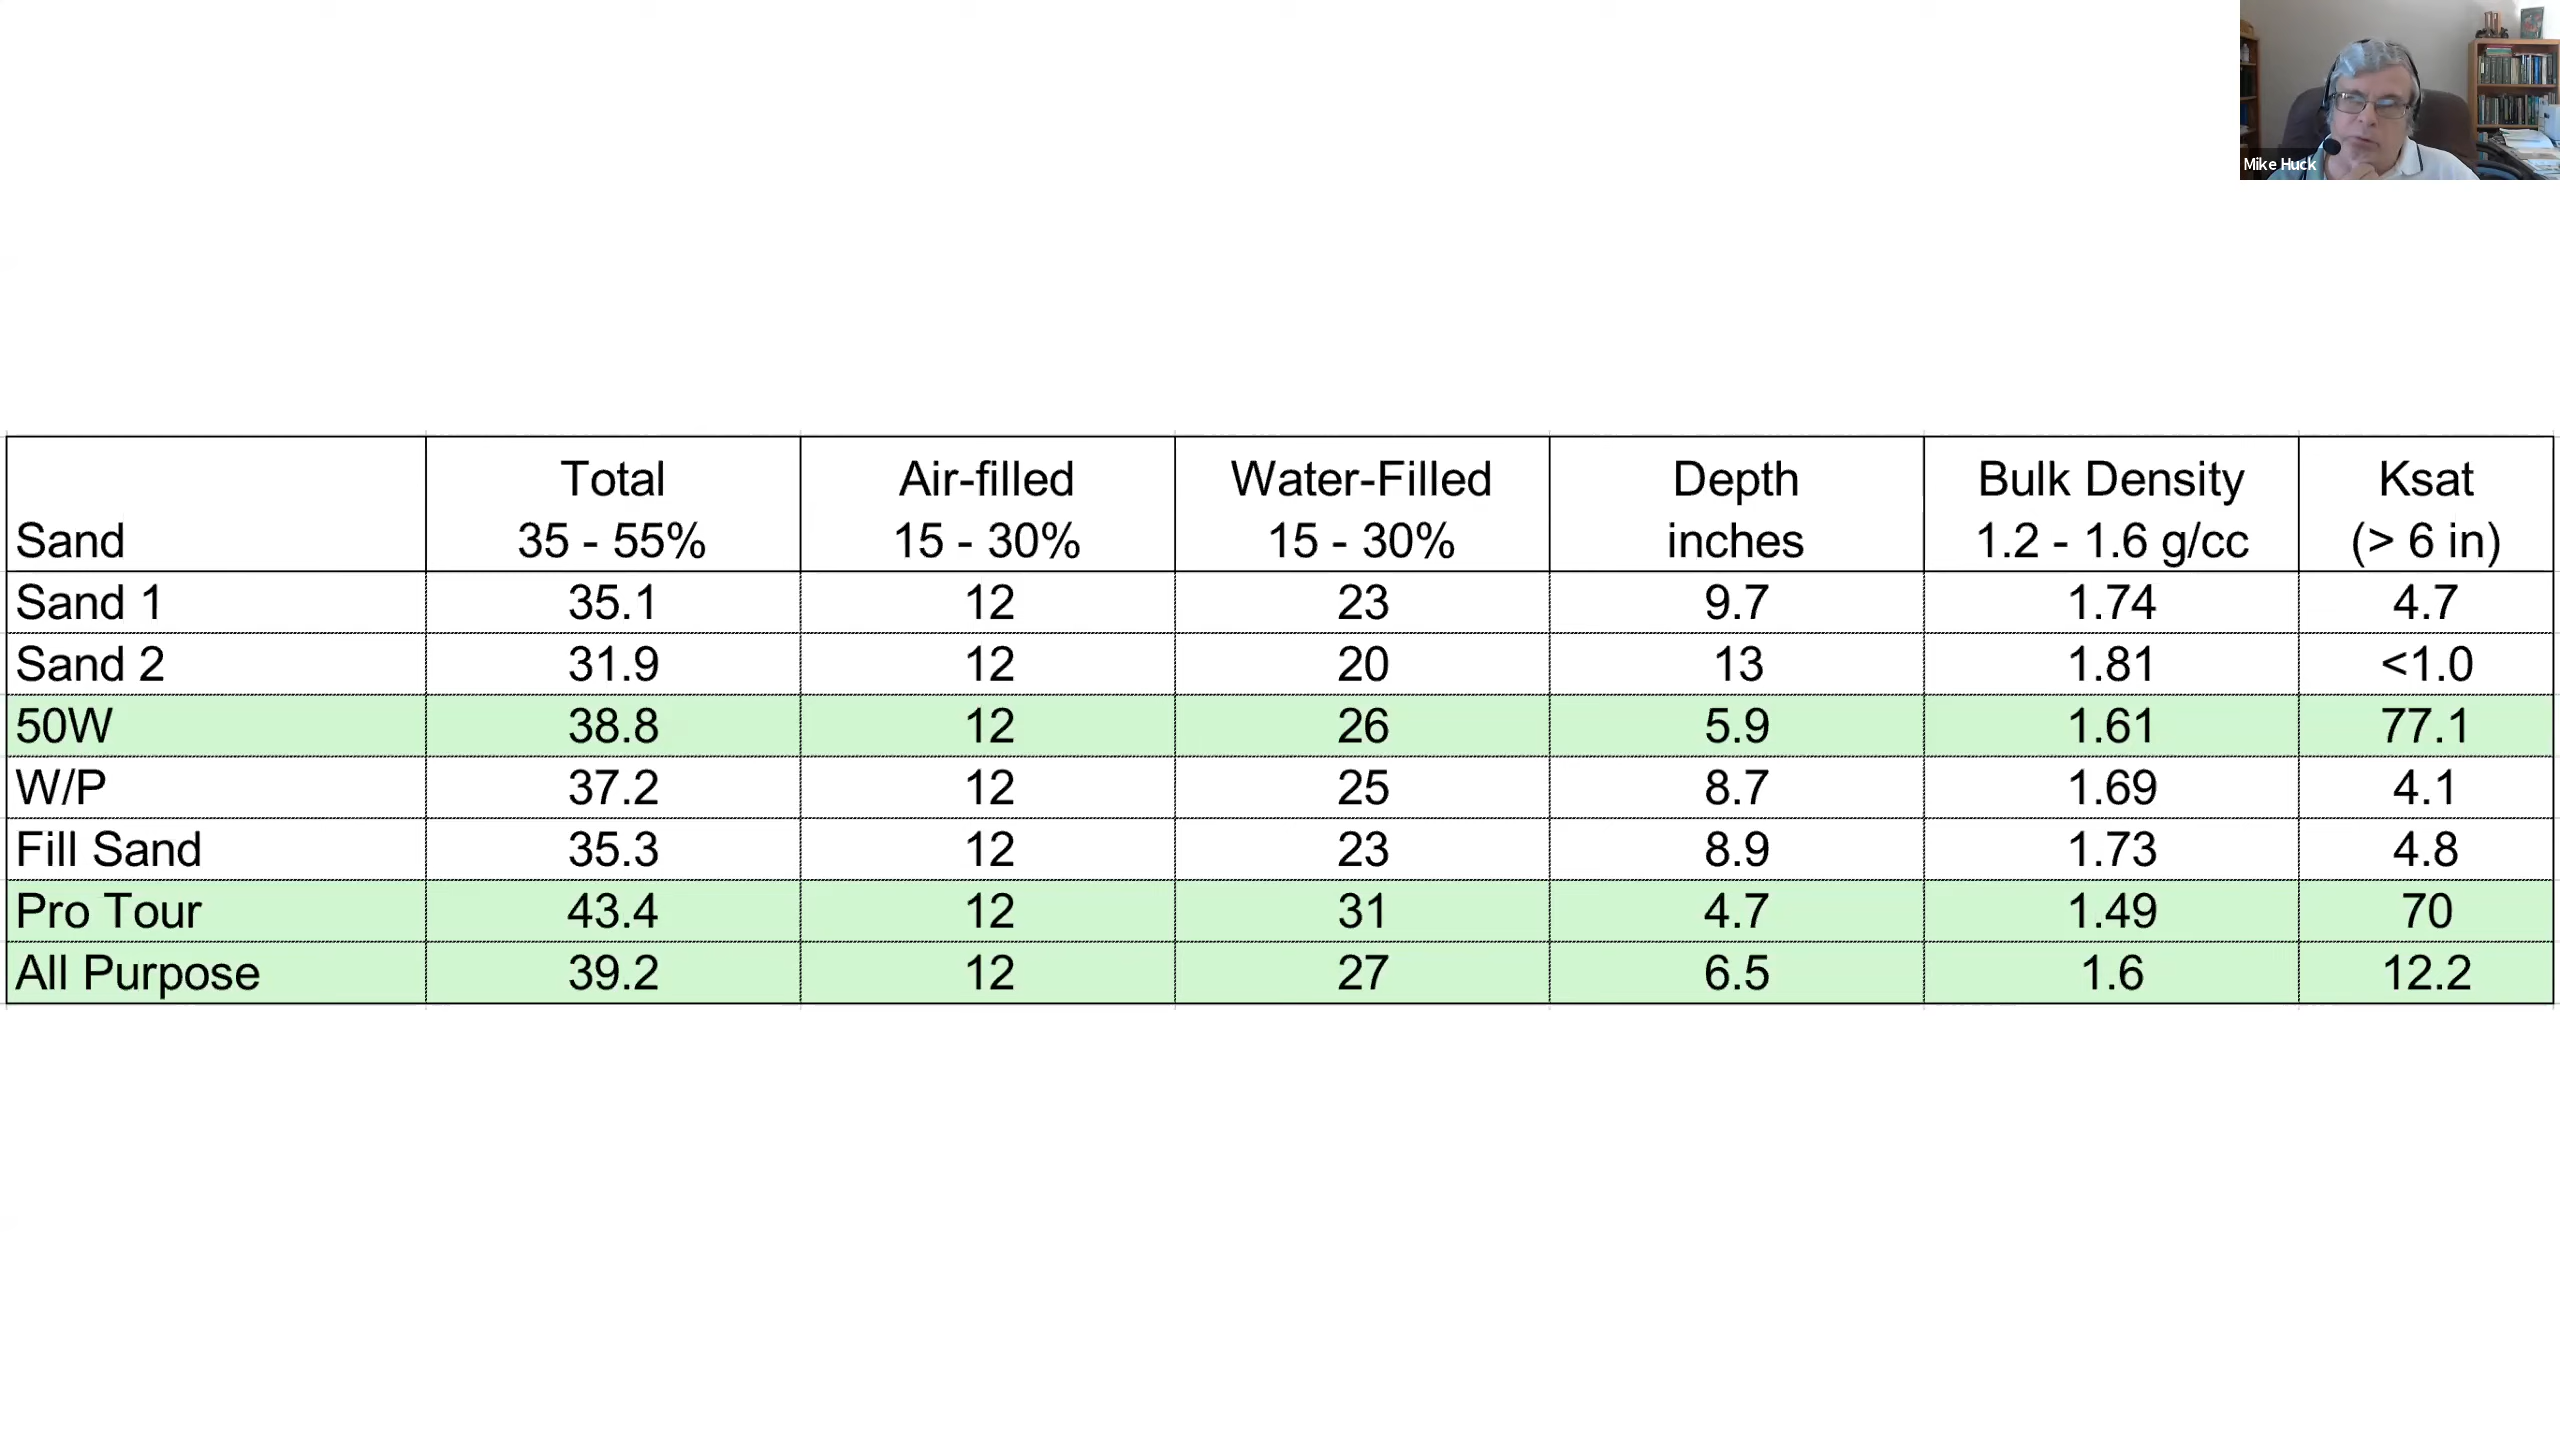 Mike Huck
Sand Total 35 - 55% Air-filled 15 - 30% Water-Filled 15 - 30% Depth inches Bulk Density 1.2 - 1.6 g/cc Ksat (> 6 in)
Sand 1 35.1 12 23 9.7 1.74 4.7
Sand 2 31.9 12 20 13 1.81 <1.0
50W 38.8 12 26 5.9 1.61 77.1
W/P 37.2 12 25 8.7 1.69 4.1
Fill Sand 35.3 12 23 8.9 1.73 4.8
Pro Tour 43.4 12 31 4.7 1.49 70
All Purpose 39.2 12 27 6.5 1.6 12.2